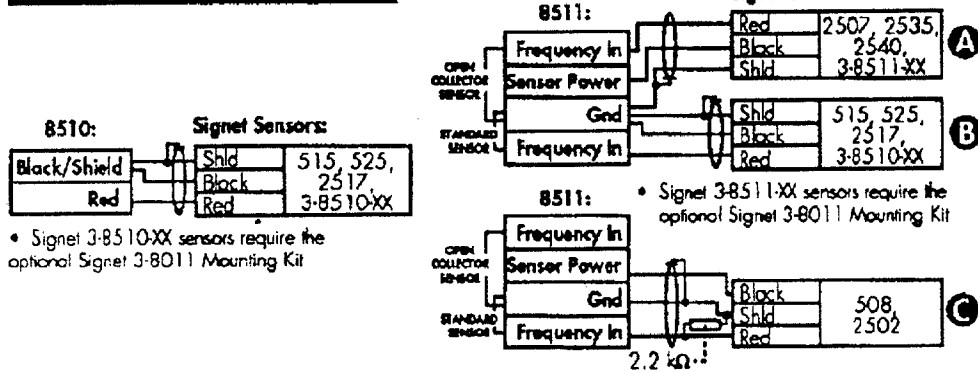 8510:
Signet Sensors:
Black/Shield
Red
Shld
Black
Red
515, 525,
2517,
3-8510-XX
• Signet 3-8510-XX sensors require the
optional Signet 3-8011 Mounting Kit
8511:
OPEN
COLLECTOR
SENSOR
STANDARD
SENSOR
Frequency In
Sensor Power
Gnd
Frequency In
Red
Black
Shld
2507, 2535,
2540,
3-8511-XX
A
Shld
Black
Red
515, 525,
2517,
3-8510-XX
B
• Signet 3-8511-XX sensors require the
optional Signet 3-8011 Mounting Kit
8511:
OPEN
COLLECTOR
SENSOR
STANDARD
SENSOR
Frequency In
Sensor Power
Gnd
Frequency In
2.2 kΩ
Black
Shld
Red
508,
2502
C